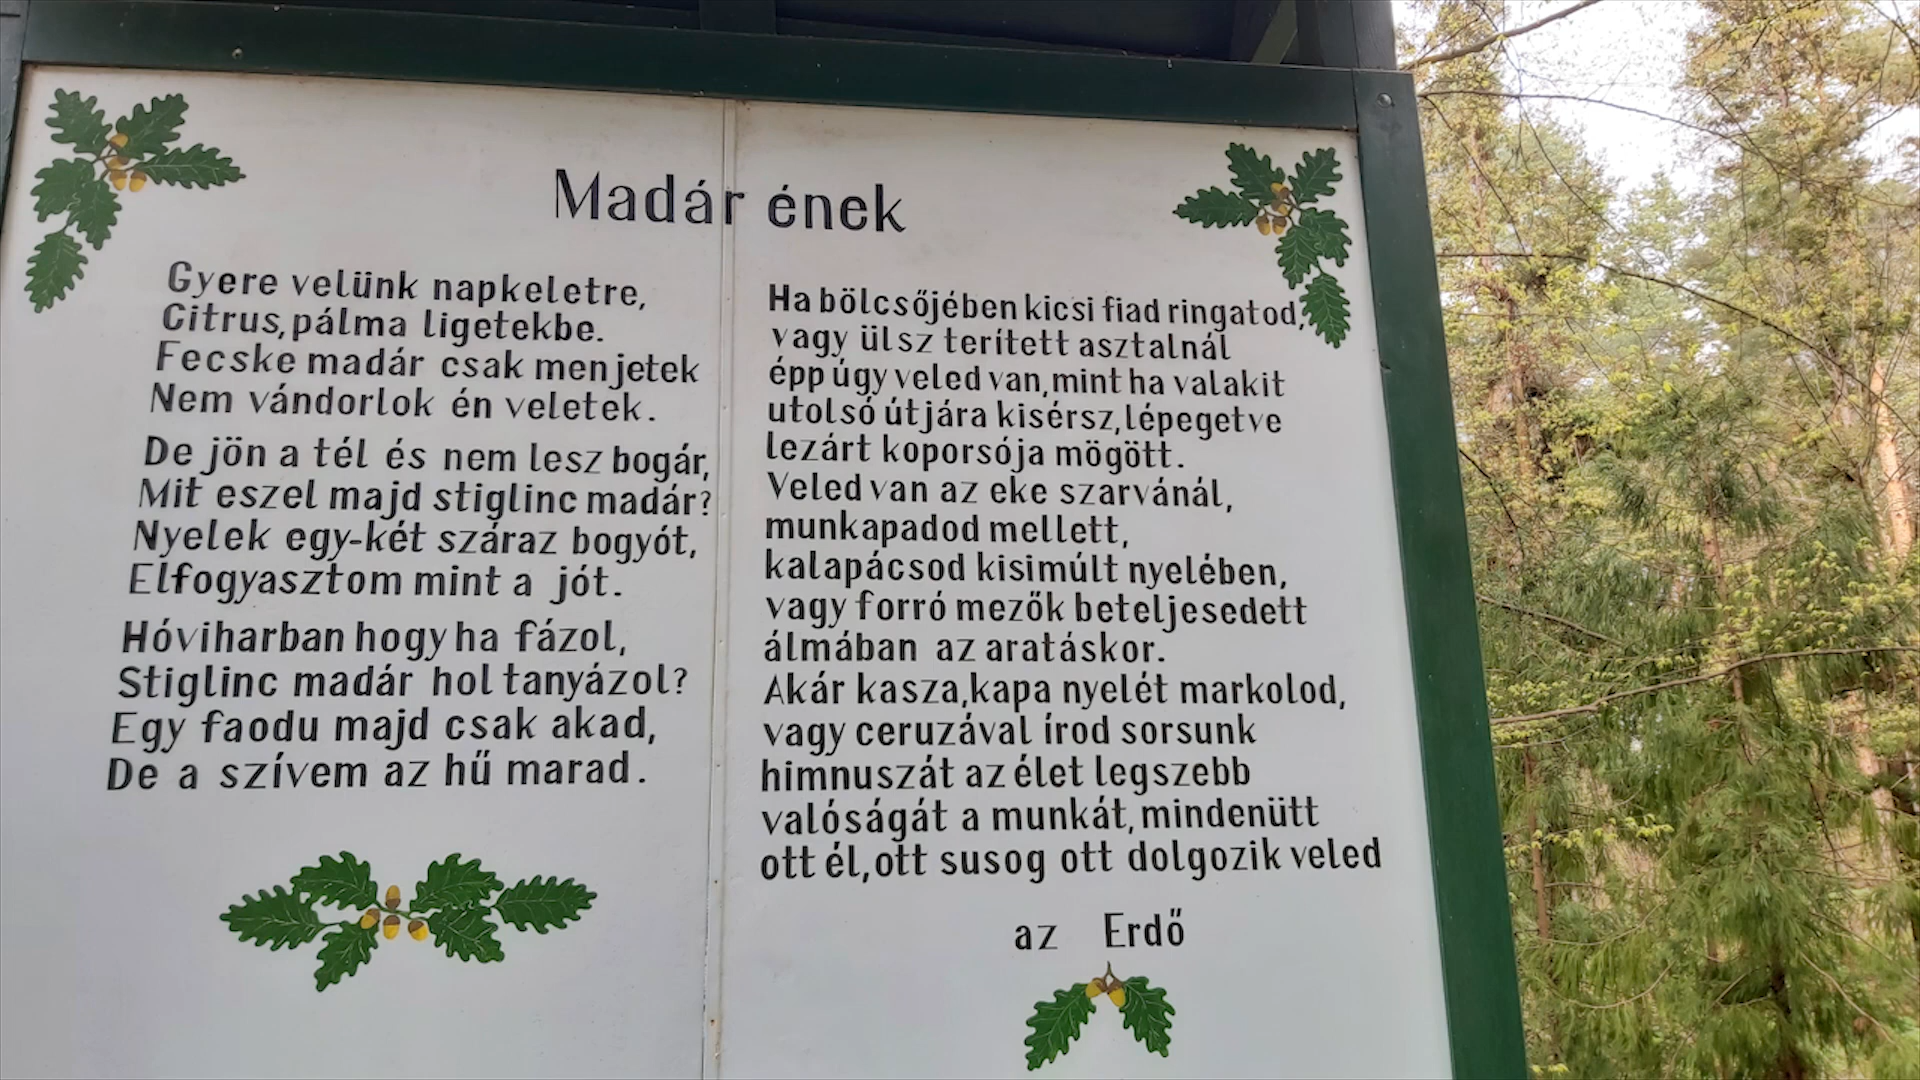 Madár ének
Gyere velünk napkeletre,
Citrus, pálma ligetekbe.
Fecske madár csak menjetek
Nem vándorlok én veletek.
De jön a tél és nem lesz bogár,
Mit eszel majd stiglinc madár?
Nyelek egy-két száraz bogyót,
Elfogyasztom mint a jót.
Hóviharban hogy ha fázol,
Stiglinc madár hol tanyázol?
Egy faodu majd csak akad,
De a szívem az hű marad.
Ha bölcsőjében kicsi fiad ringatod,
vagy ülsz terített asztalnál
épp úgy veled van, mint ha valakit
utolsó útjára kisérsz, lépegetve
lezárt koporsója mögött.
Veled van az eke szarvánál,
munkapadod mellett,
kalapácsod kisimúlt nyelében,
vagy forró mezők beteljesedett
álmában az aratáskor.
Akár kasza, kapa nyelét markolod,
vagy ceruzával írod sorsunk
himnuszát az élet legszebb
valóságát a munkát, mindenütt
ott él, ott susog ott dolgozik veled
az Erdő